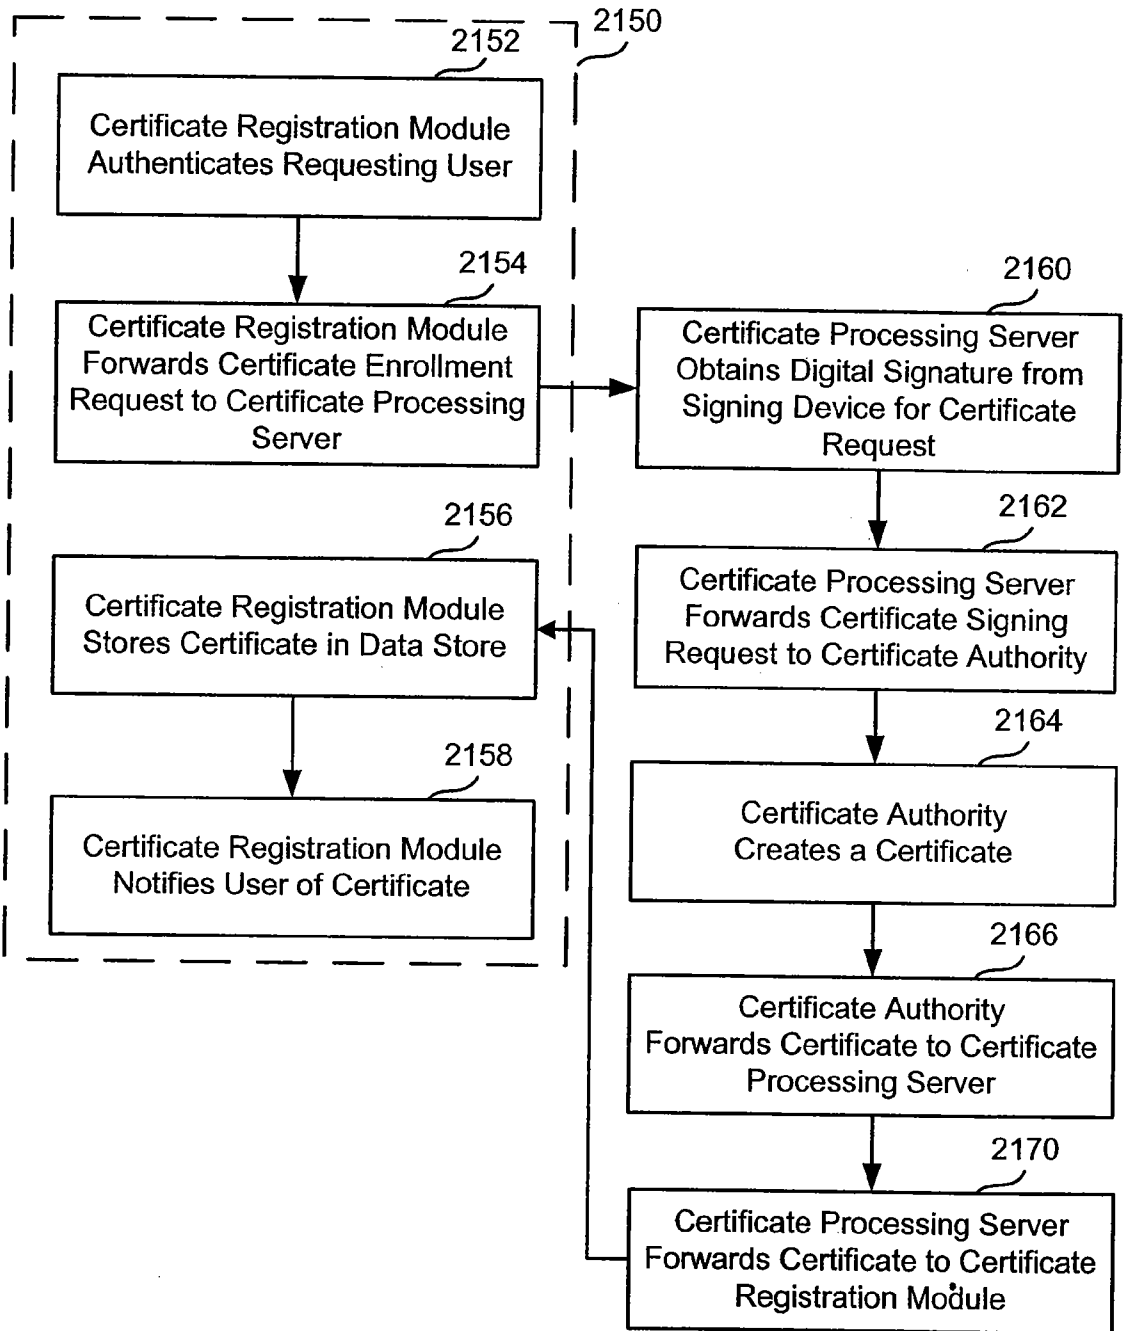 2150
2152
Certificate Registration Module
Authenticates Requesting User
2154
Certificate Registration Module
Forwards Certificate Enrollment
Request to Certificate Processing
Server
2160
Certificate Processing Server
Obtains Digital Signature from
Signing Device for Certificate
Request
2162
Certificate Processing Server
Forwards Certificate Signing
Request to Certificate Authority
2164
Certificate Authority
Creates a Certificate
2166
Certificate Authority
Forwards Certificate to Certificate
Processing Server
2170
Certificate Processing Server
Forwards Certificate to Certificate
Registration Module
2156
Certificate Registration Module
Stores Certificate in Data Store
2158
Certificate Registration Module
Notifies User of Certificate